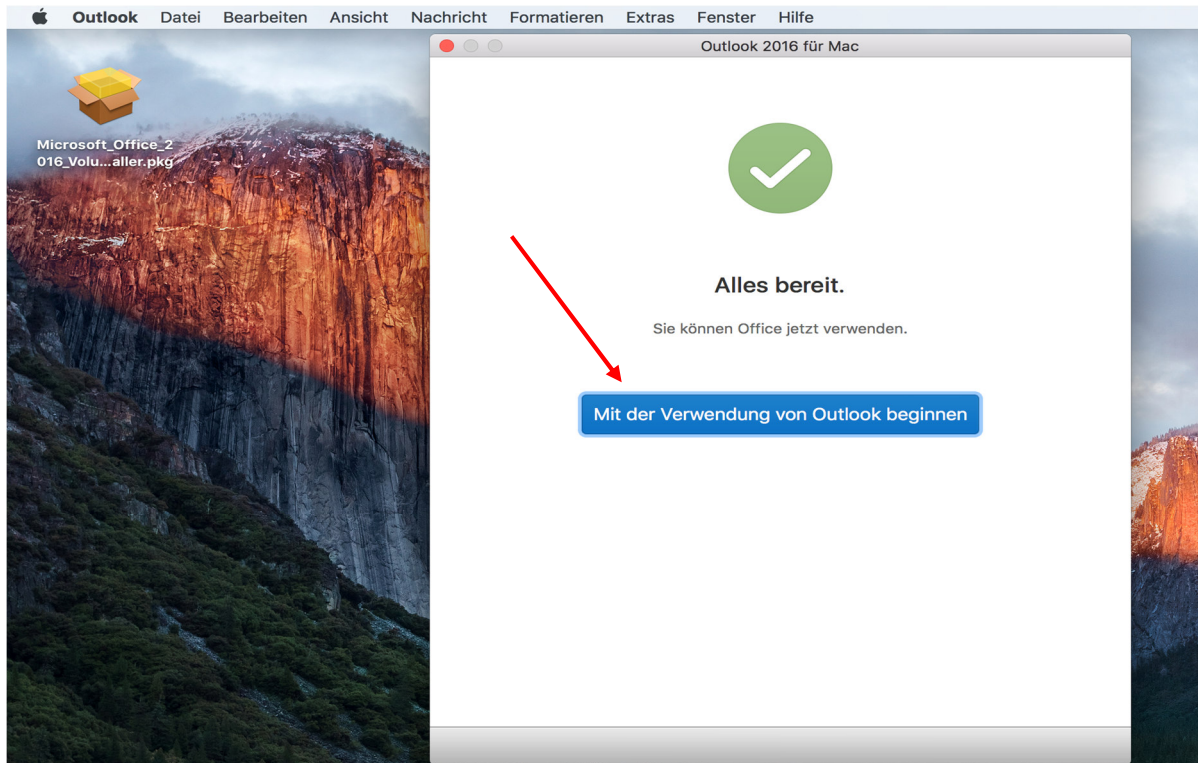 Outlook Datei Bearbeiten Ansicht Nachricht Formatieren Extras Fenster Hilfe
Outlook 2016 für Mac
Microsoft_Office_2
016_Volu...aller.pkg
Alles bereit.
Sie können Office jetzt verwenden.
Mit der Verwendung von Outlook beginnen